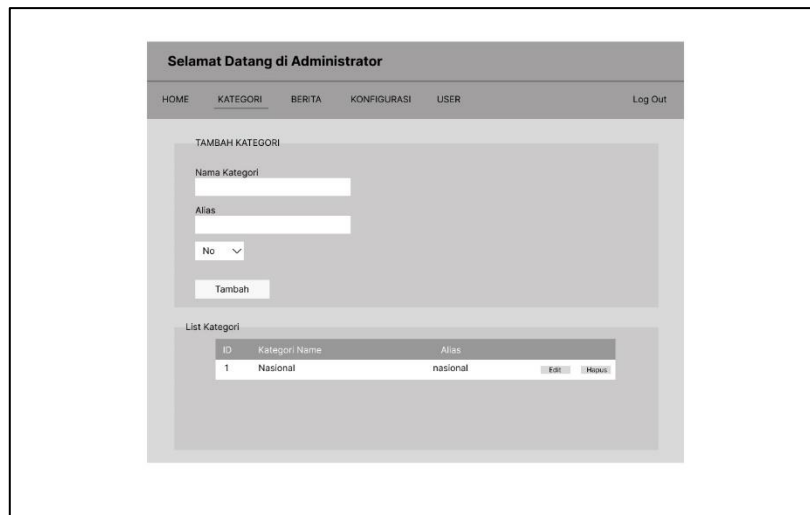 Selamat Datang di Administrator
HOME KATEGORI BERITA KONFIGURASI USER Log Out
TAMBAH KATEGORI
Nama Kategori
Alias
No
Tambah
List Kategori
ID Kategori Name Alias
1 Nasional nasional Edit Hapus